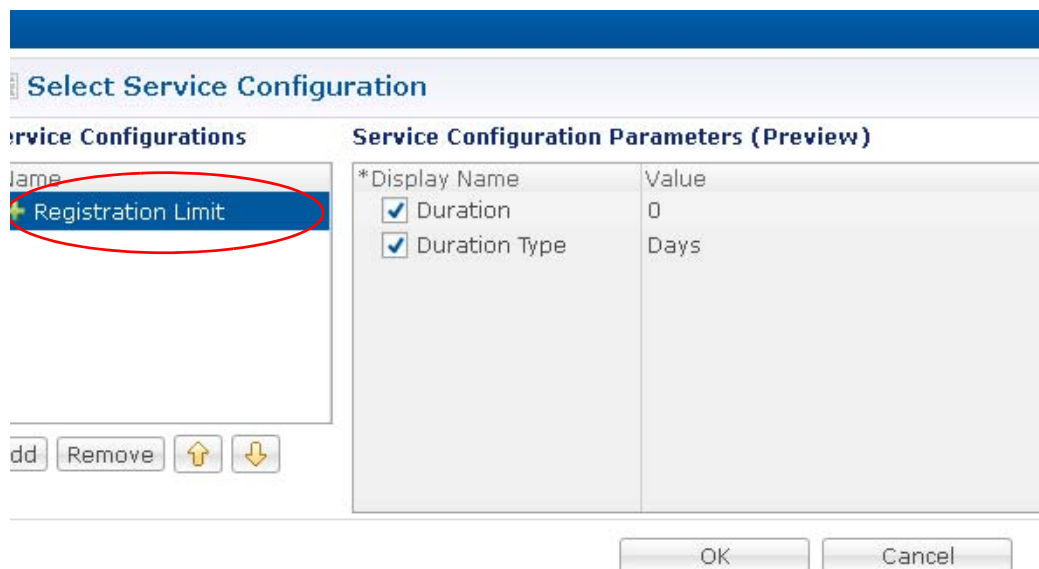 Select Service Configuration
ervice Configurations
Service Configuration Parameters (Preview)
Name
*Display Name Value
Registration Limit
Duration 0
Duration Type Days
dd Remove
OK Cancel